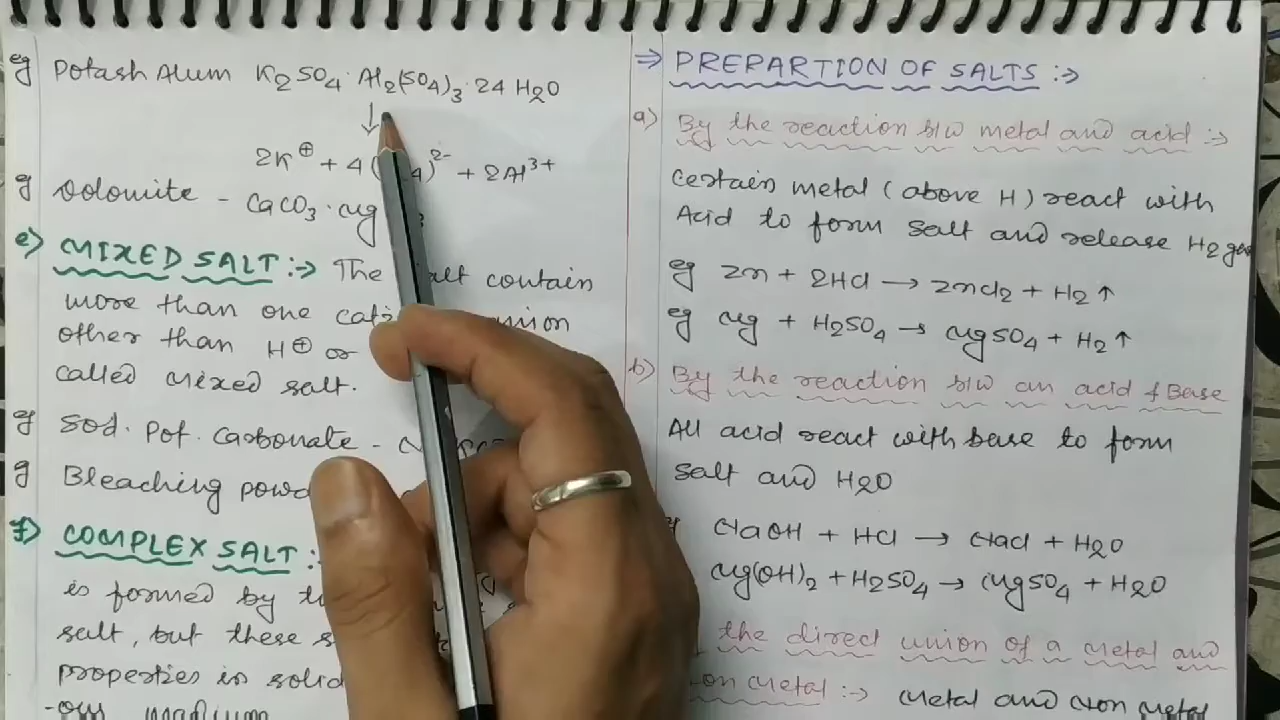 eg Potash Alum K₂SO₄·Al₂(SO₄)₃·24 H₂O
↓
2K⊕ + 4( 4)²⁻ + 2Al³⁺
g Dolomite - CaCO₃·Mg 3
e) MIXED SALT :-> The salt contain
more than one anion
other than H⊕ or
called Mixed salt.
eg Sod. Pot. Carbonate -
g Bleaching
f) COMPLEX SALT :
is formed by
salt, but these
properties in
-ous medium
⇒ PREPARTION OF SALTS :->
a) By the reaction b/w metal and acid :->
Certain metal (above H) react with
Acid to form salt and release H₂ gas
eg Zn + 2HCl → ZnCl₂ + H₂↑
eg Mg + H₂SO₄ → MgSO₄ + H₂↑
b) By the reaction b/w an acid & Base
All acid react with base to form
salt and H₂O
NaOH + HCl → NaCl + H₂O
Mg(OH)₂ + H₂SO₄ → MgSO₄ + H₂O
the direct union of a Metal and
Metal :-> Metal and Non Metal